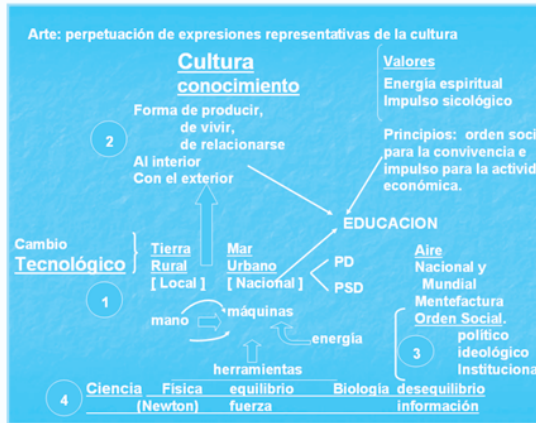 Arte: perpetuación de expresiones representativas de la cultura
Cultura
conocimiento
Forma de producir,
de vivir,
de relacionarse
Al interior
Con el exterior
2
Valores
Energía espiritual
Impulso sicológico
Principios: orden soci
para la convivencia e
impulso para la activid
económica.
EDUCACION
Cambio
Tecnológico
1
Tierra
Rural
[ Local ]
Mar
Urbano
[ Nacional ]
PD
PSD
Aire
Nacional y
Mundial
Mentefactura
Orden Social.
político
ideológico
Instituciona
3
mano
máquinas
energía
herramientas
4
Ciencia Física equilibrio Biología desequilibrio
(Newton) fuerza información